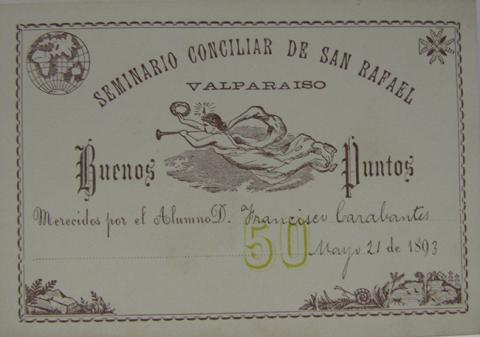 SEMINARIO CONCILIAR DE SAN RAFAEL
VALPARAISO
Buenos Puntos
Merecidos por el Alumno D. Francisco Carabantes
50
Mayo 21 de 1893